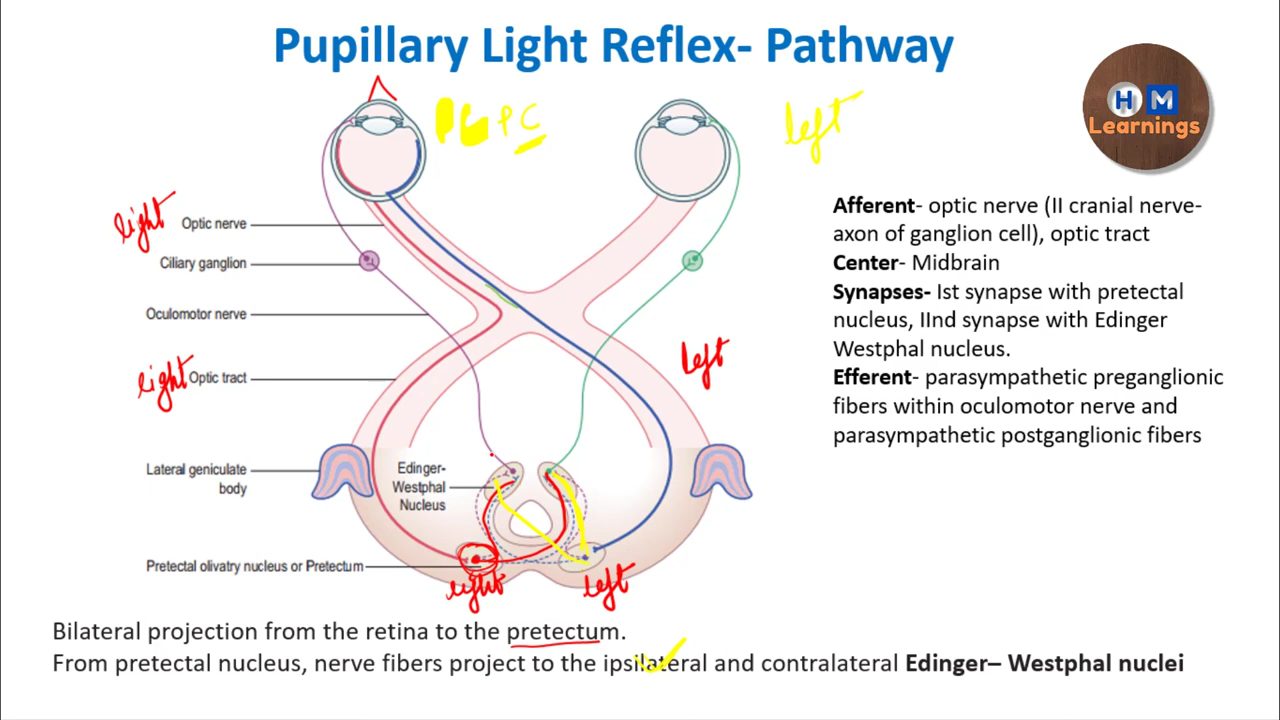 Pupillary Light Reflex- Pathway
H M
Learnings
PC
left
light
Optic nerve
Ciliary ganglion
Oculomotor nerve
light
Optic tract
left
Lateral geniculate
body
Edinger-
Westphal
Nucleus
Pretectal olivatry nucleus or Pretectum
light
left
Afferent- optic nerve (II cranial nerve-
axon of ganglion cell), optic tract
Center- Midbrain
Synapses- Ist synapse with pretectal
nucleus, IInd synapse with Edinger
Westphal nucleus.
Efferent- parasympathetic preganglionic
fibers within oculomotor nerve and
parasympathetic postganglionic fibers
Bilateral projection from the retina to the pretectum.
From pretectal nucleus, nerve fibers project to the ipsilateral and contralateral Edinger– Westphal nuclei